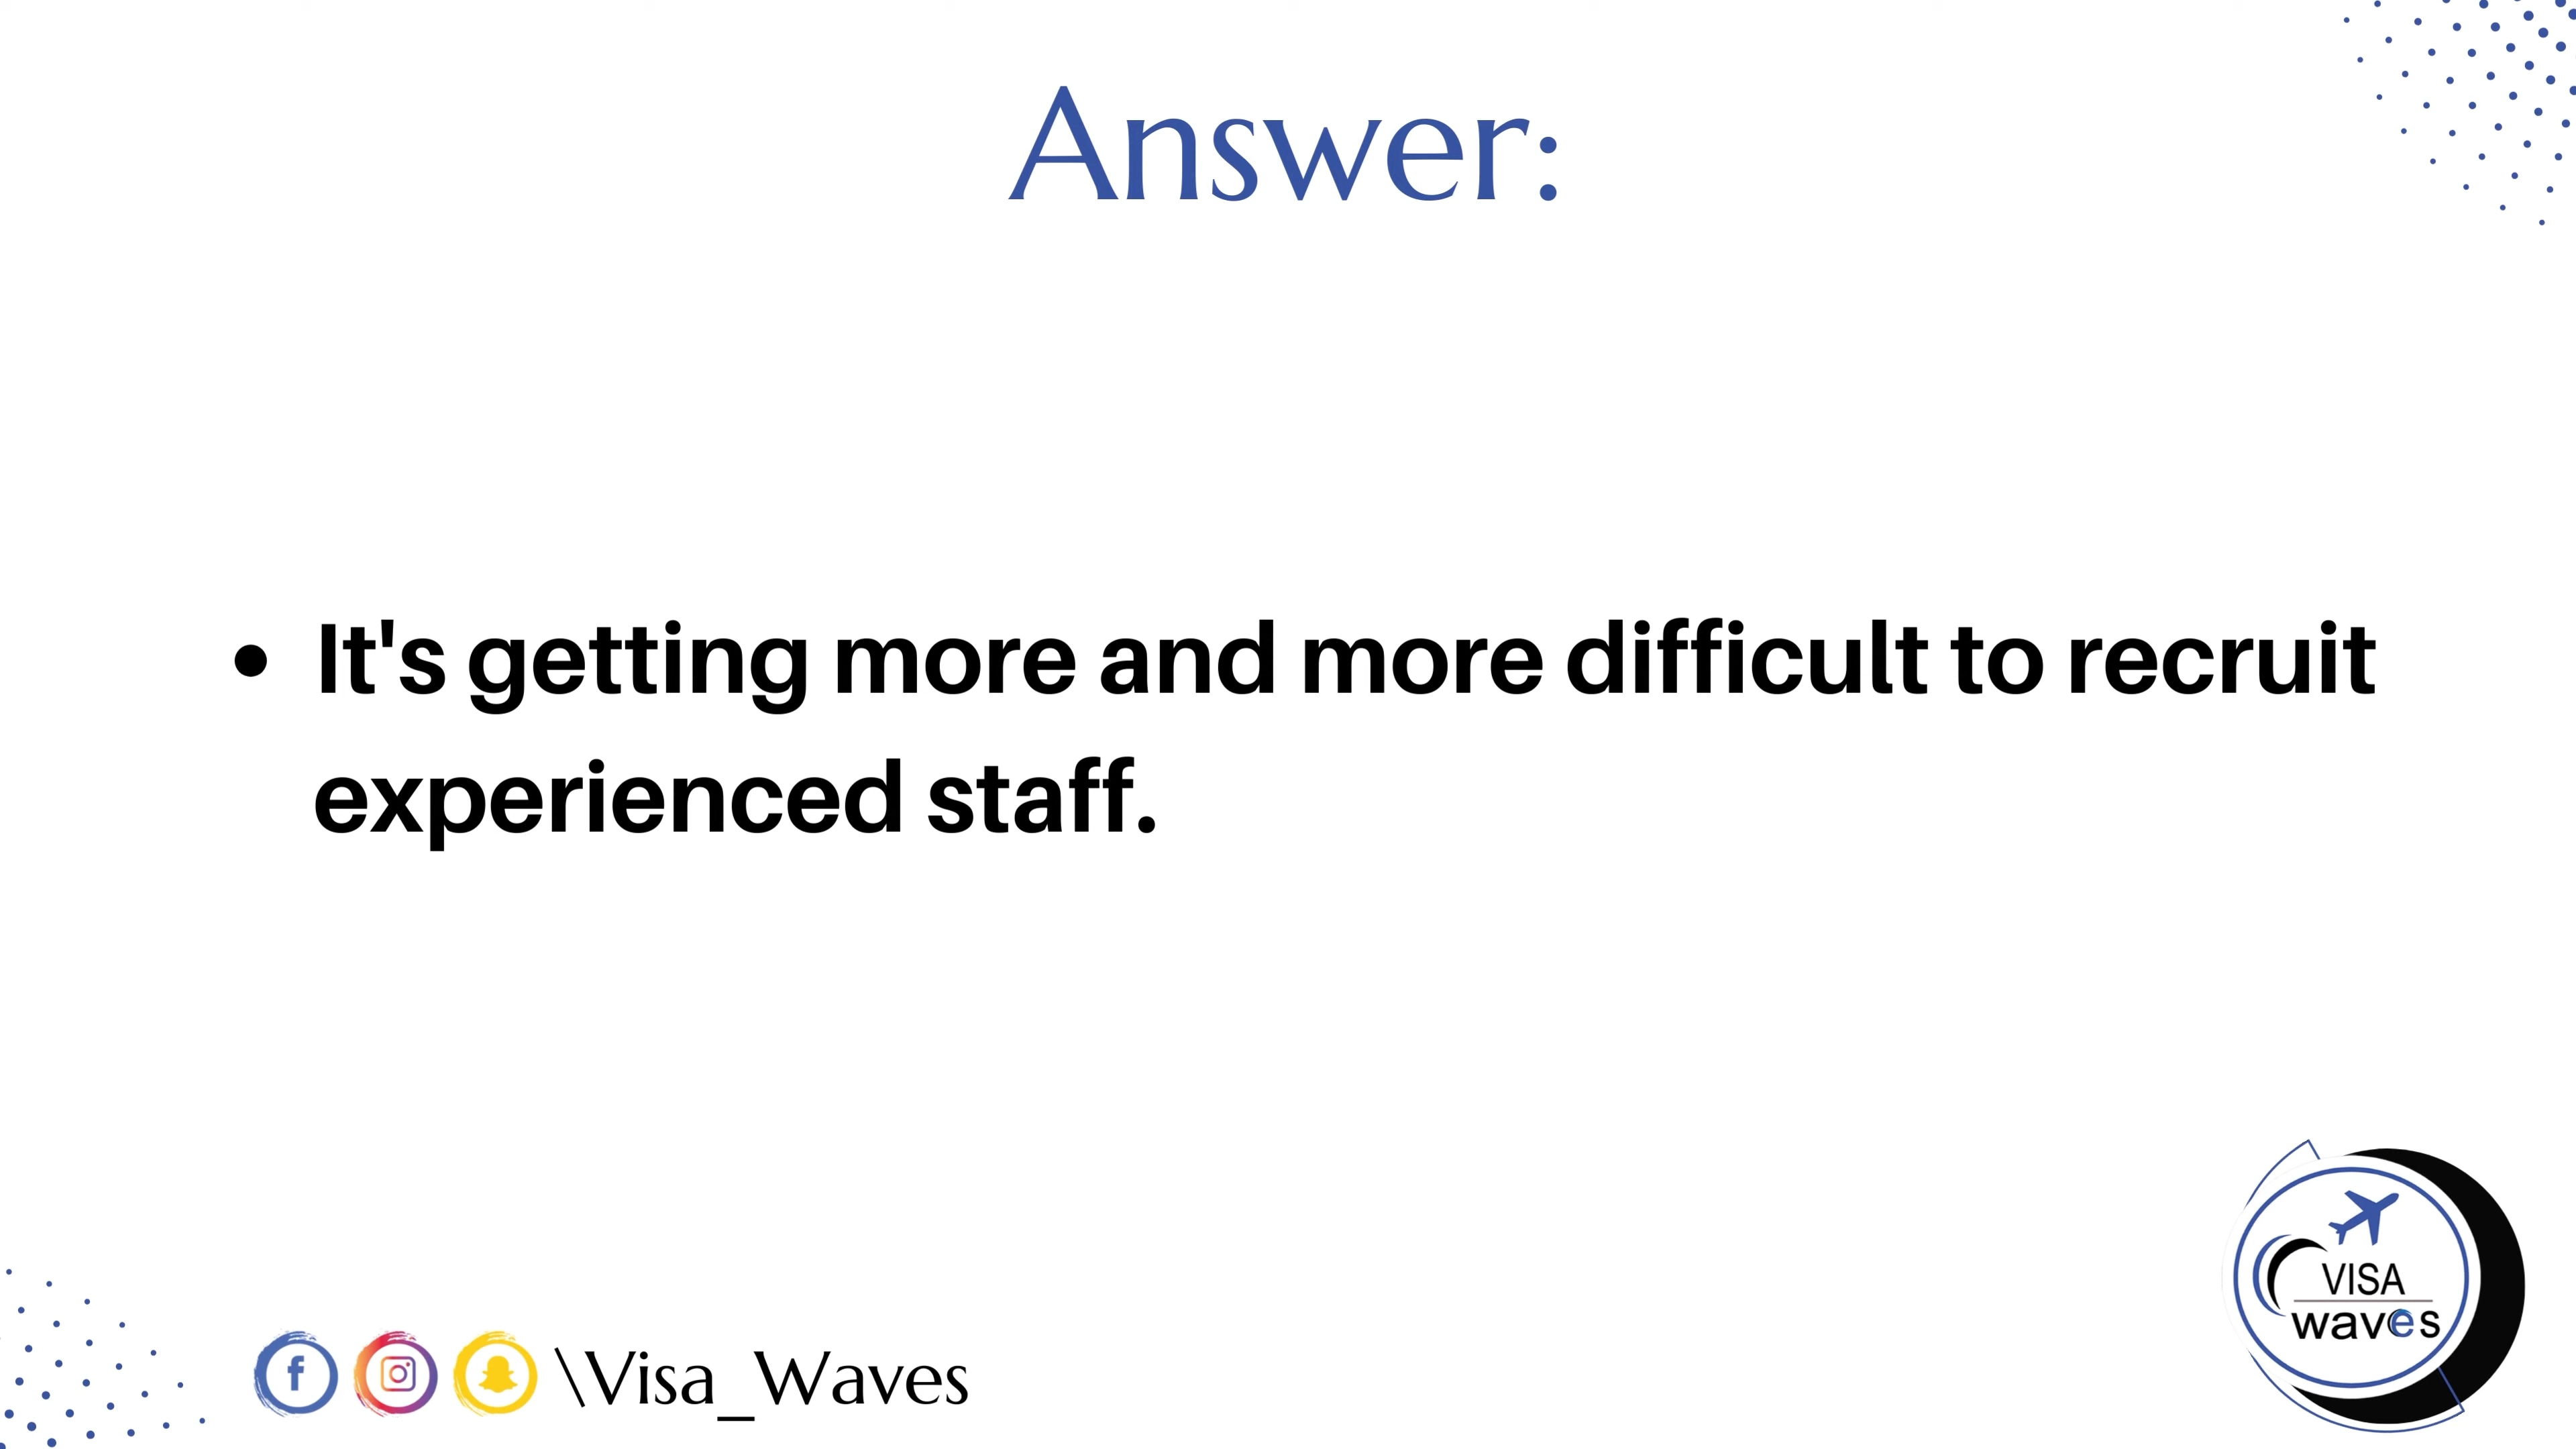 Answer:
• It's getting more and more difficult to recruit
experienced staff.
\Visa_Waves
VISA
waves